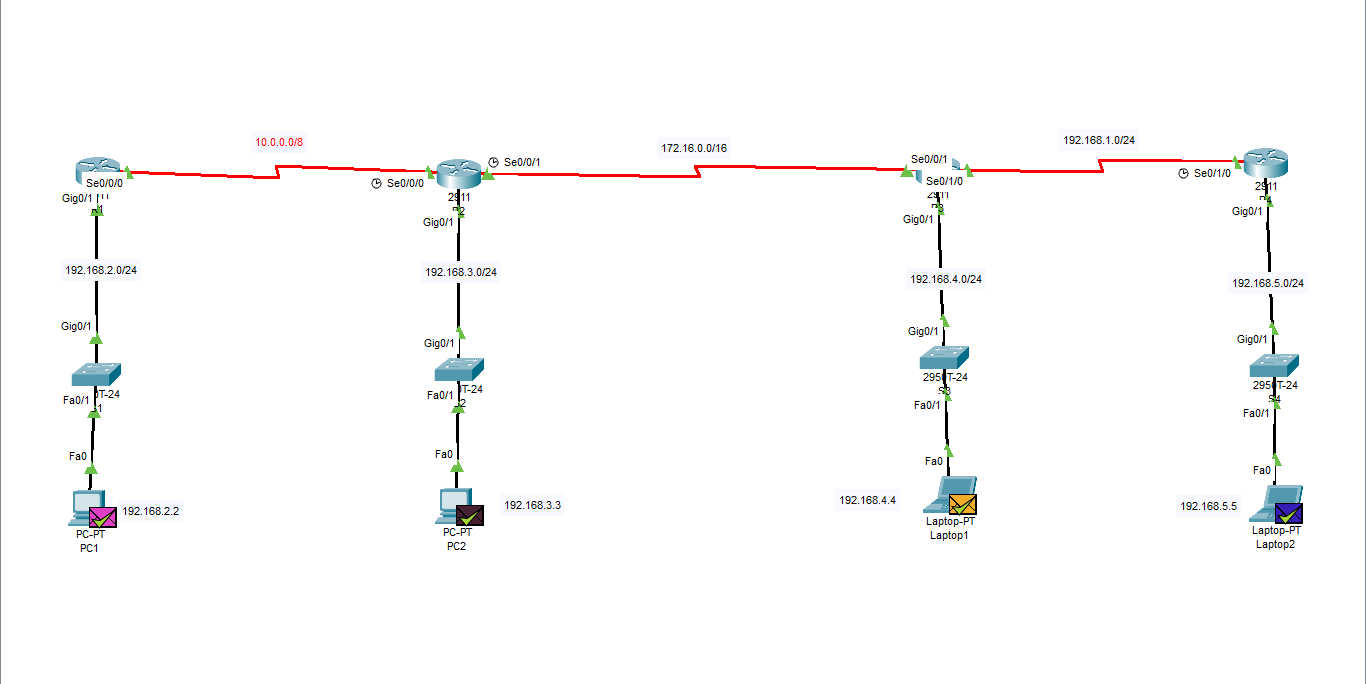 10.0.0.0/8
172.16.0.0/16
192.168.1.0/24
Se0/0/0
Gig0/1
Se0/0/0
Se0/0/1
2911
Gig0/1
Se0/0/1
Se0/1/0
2911
Gig0/1
Se0/1/0
2911
Gig0/1
192.168.2.0/24
192.168.3.0/24
192.168.4.0/24
192.168.5.0/24
Gig0/1
Gig0/1
Gig0/1
Gig0/1
T-24
Fa0/1
T-24
Fa0/1
2950T-24
S3
Fa0/1
2950T-24
S4
Fa0/1
Fa0
Fa0
Fa0
Fa0
192.168.2.2
PC-PT
PC1
192.168.3.3
PC-PT
PC2
192.168.4.4
Laptop-PT
Laptop1
192.168.5.5
Laptop-PT
Laptop2